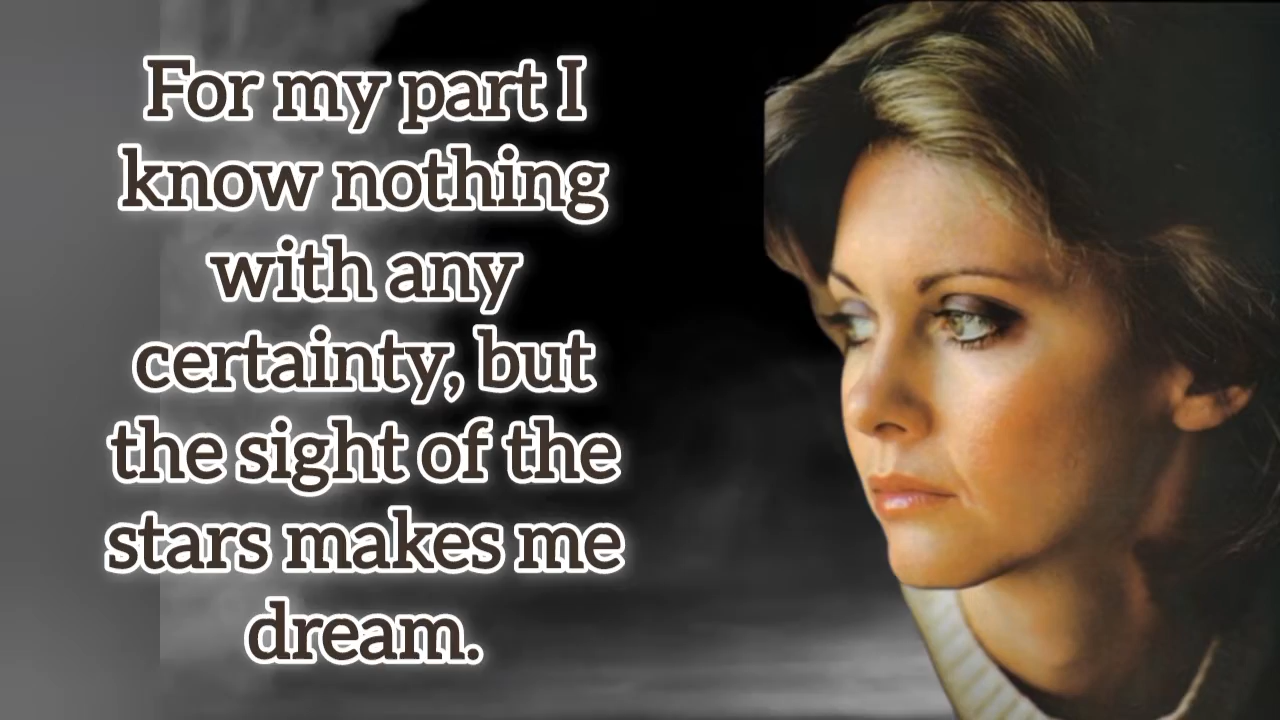 For my part I
know nothing
with any
certainty, but
the sight of the
stars makes me
dream.